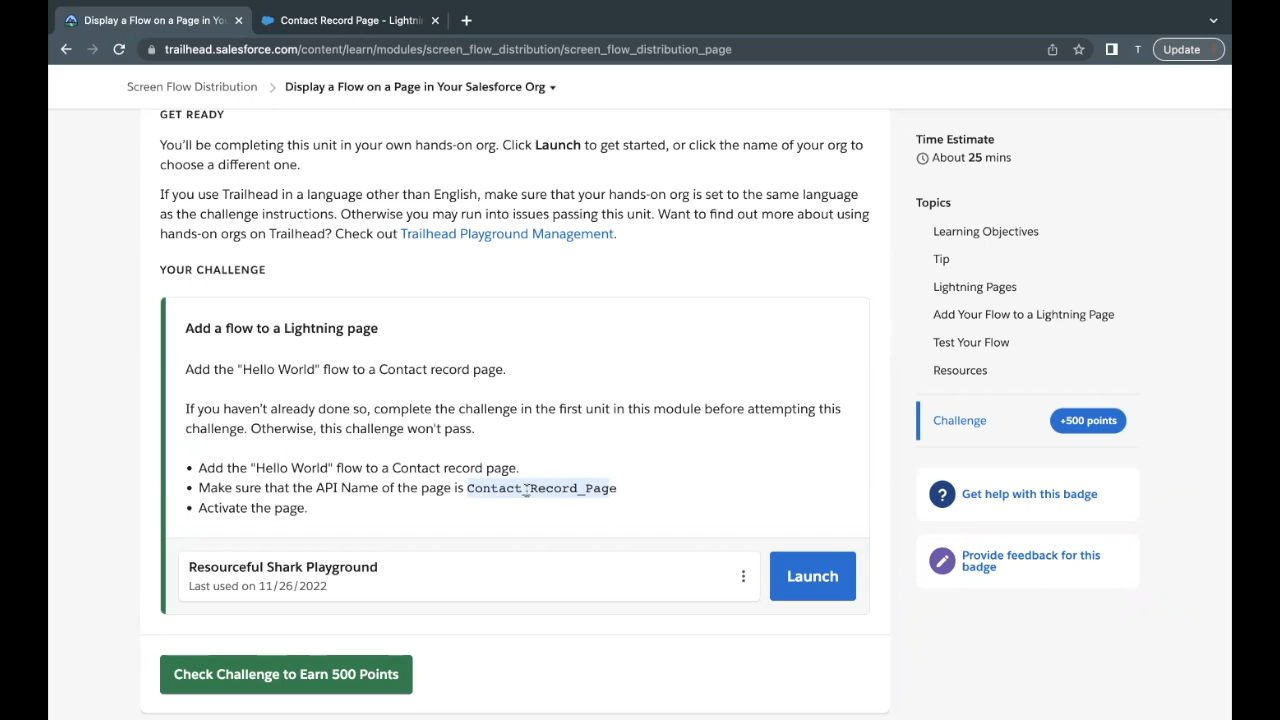 Display a Flow on a Page in You
Contact Record Page - Lightnin
trailhead.salesforce.com/content/learn/modules/screen_flow_distribution/screen_flow_distribution_page
T
Update
Screen Flow Distribution
Display a Flow on a Page in Your Salesforce Org
GET READY
You'll be completing this unit in your own hands-on org. Click Launch to get started, or click the name of your org to
choose a different one.
If you use Trailhead in a language other than English, make sure that your hands-on org is set to the same language
as the challenge instructions. Otherwise you may run into issues passing this unit. Want to find out more about using
hands-on orgs on Trailhead? Check out Trailhead Playground Management.
YOUR CHALLENGE
Add a flow to a Lightning page
Add the "Hello World" flow to a Contact record page.
If you haven't already done so, complete the challenge in the first unit in this module before attempting this
challenge. Otherwise, this challenge won't pass.
• Add the "Hello World" flow to a Contact record page.
• Make sure that the API Name of the page is Contact_Record_Page
• Activate the page.
Resourceful Shark Playground
Last used on 11/26/2022
Launch
Check Challenge to Earn 500 Points
Time Estimate
About 25 mins
Topics
Learning Objectives
Tip
Lightning Pages
Add Your Flow to a Lightning Page
Test Your Flow
Resources
Challenge
+500 points
? Get help with this badge
Provide feedback for this
badge